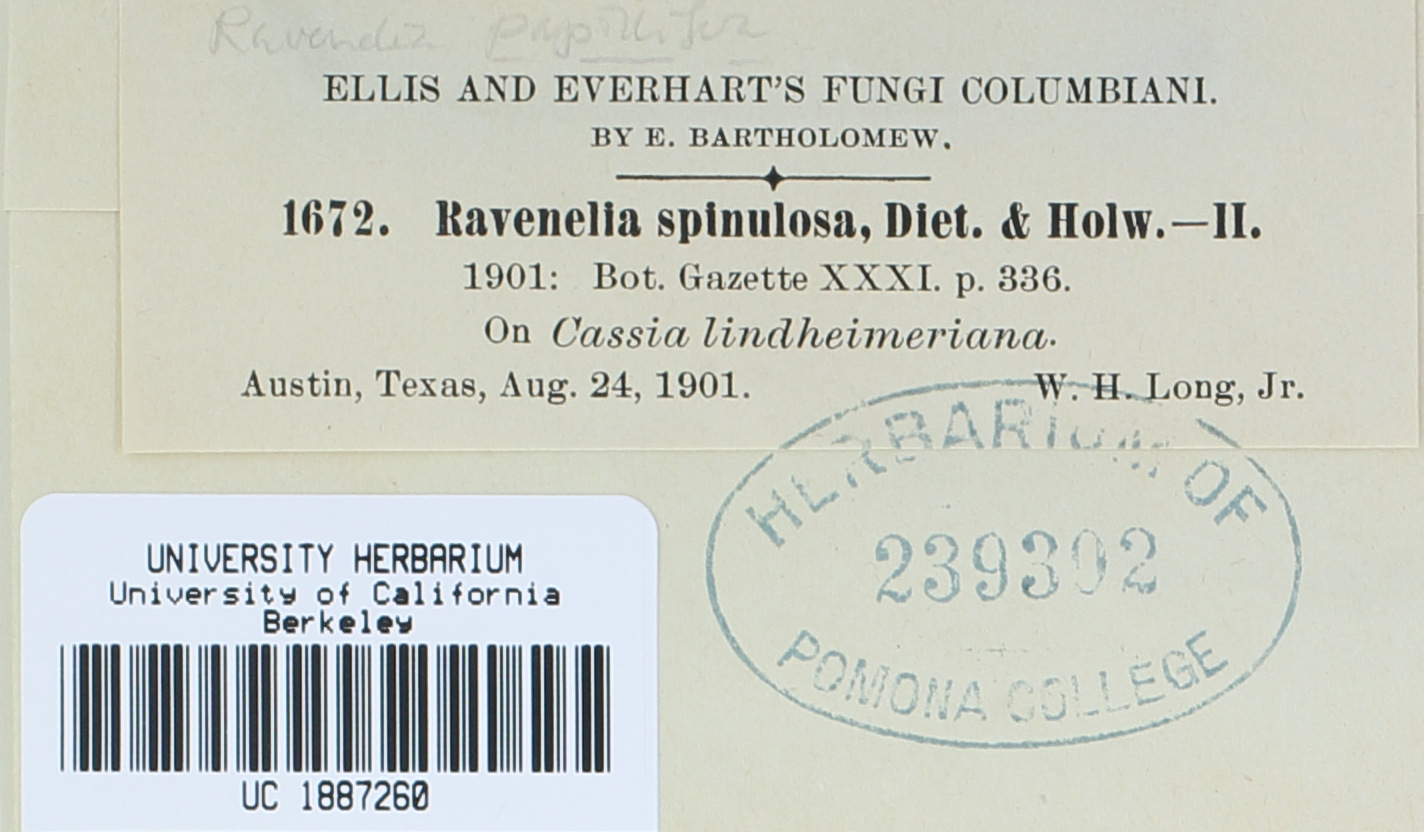 Ravenelia papillifera
ELLIS AND EVERHART'S FUNGI COLUMBIANI.
BY E. BARTHOLOMEW.
1672. Ravenelia spinulosa, Diet. & Holw.—II.
1901: Bot. Gazette XXXI. p. 336.
On Cassia lindheimeriana.
Austin, Texas, Aug. 24, 1901. W. H. Long, Jr.
HERBARIUM OF
239302
POMONA COLLEGE
UNIVERSITY HERBARIUM
University of California
Berkeley
UC 1887260